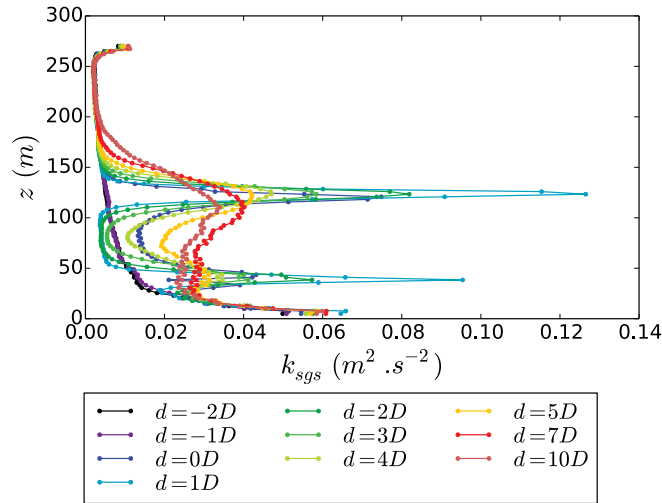 300
250
200
150
100
50
0
z (m)
0.00 0.02 0.04 0.06 0.08 0.10 0.12 0.14
k_sgs (m² .s⁻²)
d=−2D d=2D d=5D
d=−1D d=3D d=7D
d=0D d=4D d=10D
d=1D